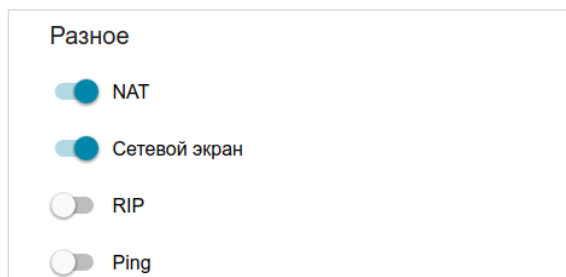 Разное
NAT
Сетевой экран
RIP
Ping